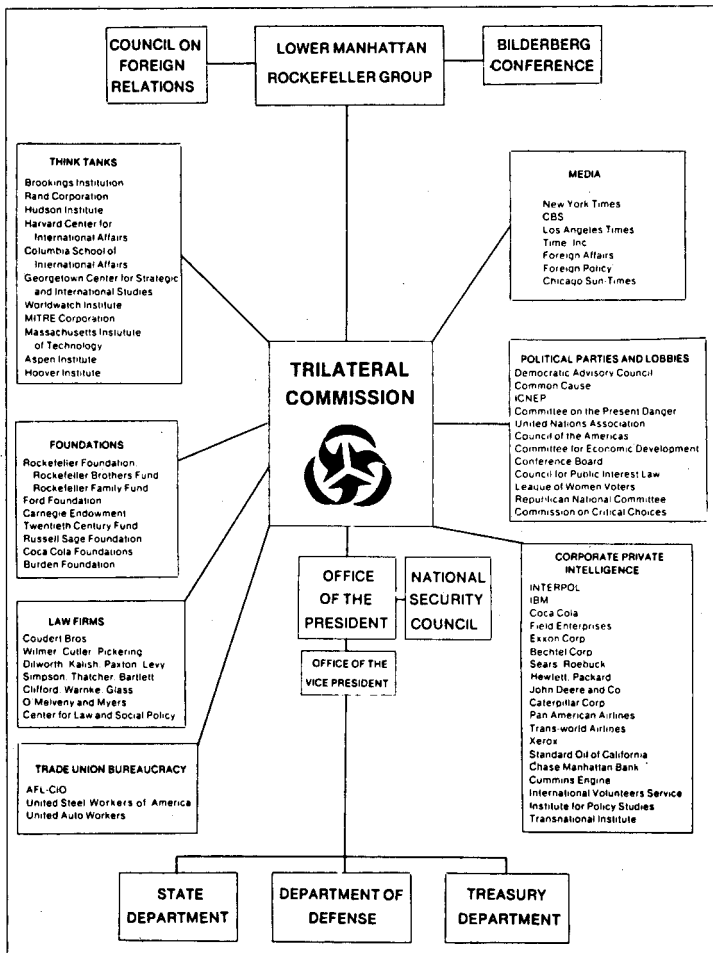 COUNCIL ON
FOREIGN
RELATIONS
LOWER MANHATTAN
ROCKEFELLER GROUP
BILDERBERG
CONFERENCE
THINK TANKS
Brookings Institution
Rand Corporation
Hudson Institute
Harvard Center for
International Affairs
Columbia School of
International Affairs
Georgetown Center for Strategic
and International Studies
Worldwatch Institute
MITRE Corporation
Massachusetts Instutute
of Technology
Aspen Institute
Hoover Institute
MEDIA
New York Times
CBS
Los Angeles Times
Time Inc
Foreign Affairs
Foreign Policy
Chicago Sun-Times
TRILATERAL
COMMISSION
POLITICAL PARTIES AND LOBBIES
Democratic Advisory Council
Common Cause
ICNEP
Committee on the Present Danger
United Nations Association
Council of the Americas
Committee for Economic Development
Conference Board
Council for Public Interest Law
League of Women Voters
Republican National Committee
Commission on Critical Choices
FOUNDATIONS
Rockefeller Foundation
Rockefeller Brothers Fund
Rockefeller Family Fund
Ford Foundation
Carnegie Endowment
Twentieth Century Fund
Russell Sage Foundation
Coca Cola Foundations
Burden Foundation
OFFICE
OF THE
PRESIDENT
NATIONAL
SECURITY
COUNCIL
OFFICE OF THE
VICE PRESIDENT
CORPORATE PRIVATE
INTELLIGENCE
INTERPOL
IBM
Coca Cola
Field Enterprises
Exxon Corp
Bechtel Corp
Sears, Roebuck
Hewlett, Packard
John Deere and Co
Caterpillar Corp
Pan American Airlines
Trans-world Airlines
Xerox
Standard Oil of California
Chase Manhattan Bank
Cummins Engine
International Volunteers Service
Institute for Policy Studies
Transnational Institute
LAW FIRMS
Coudert Bros
Wilmer, Cutler, Pickering
Dilworth, Kalish, Paxton, Levy
Simpson, Thatcher, Bartlett
Clifford, Warnke, Glass
O Melveny and Myers
Center for Law and Social Policy
TRADE UNION BUREAUCRACY
AFL-CIO
United Steel Workers of America
United Auto Workers
STATE
DEPARTMENT
DEPARTMENT OF
DEFENSE
TREASURY
DEPARTMENT